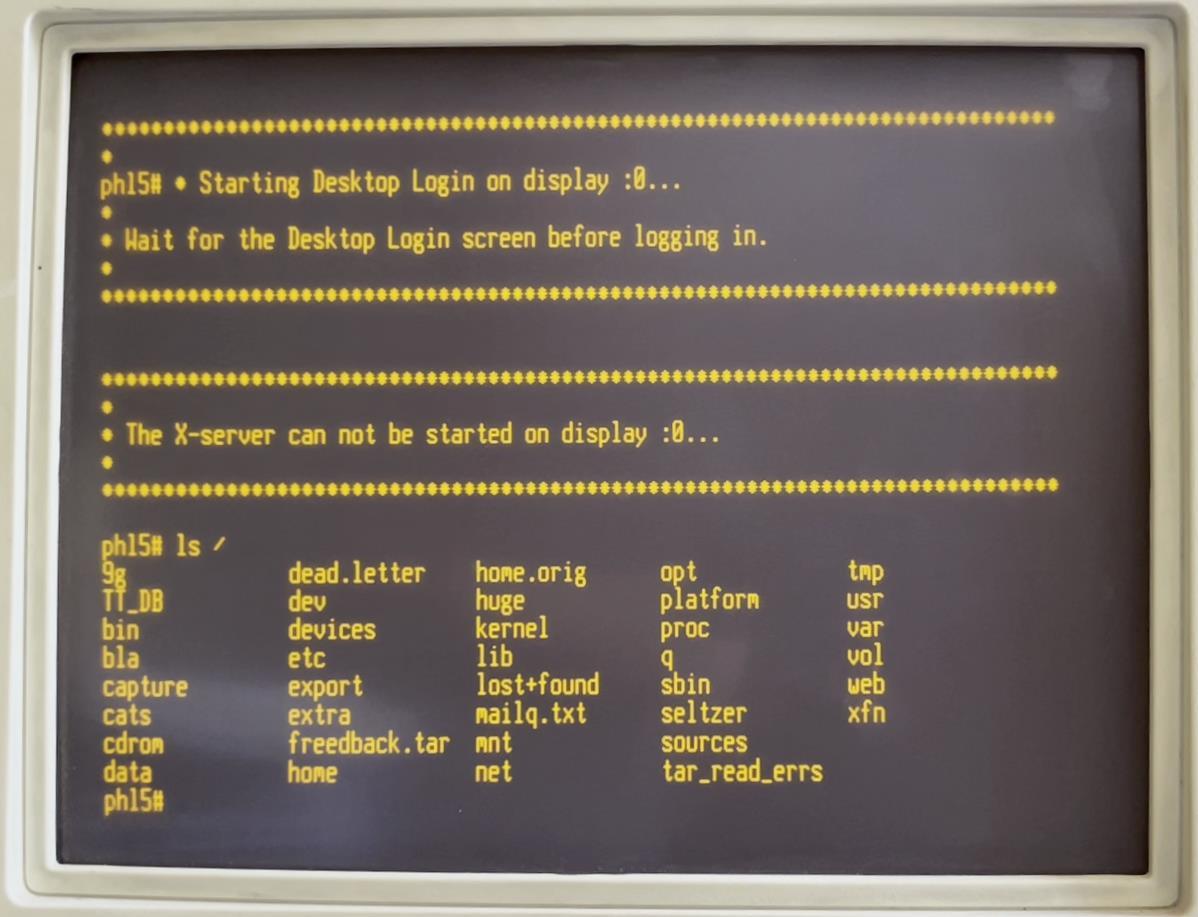 ******************************************************************************
*
phl5# * Starting Desktop Login on display :0...
*
* Wait for the Desktop Login screen before logging in.
*
******************************************************************************
******************************************************************************
*
* The X-server can not be started on display :0...
*
******************************************************************************
phl5# ls /
9g dead.letter home.orig opt tmp
TT_DB dev huge platform usr
bin devices kernel proc var
bla etc lib q vol
capture export lost+found sbin web
cats extra mailq.txt seltzer xfn
cdrom freedback.tar mnt sources
data home net tar_read_errs
phl5#